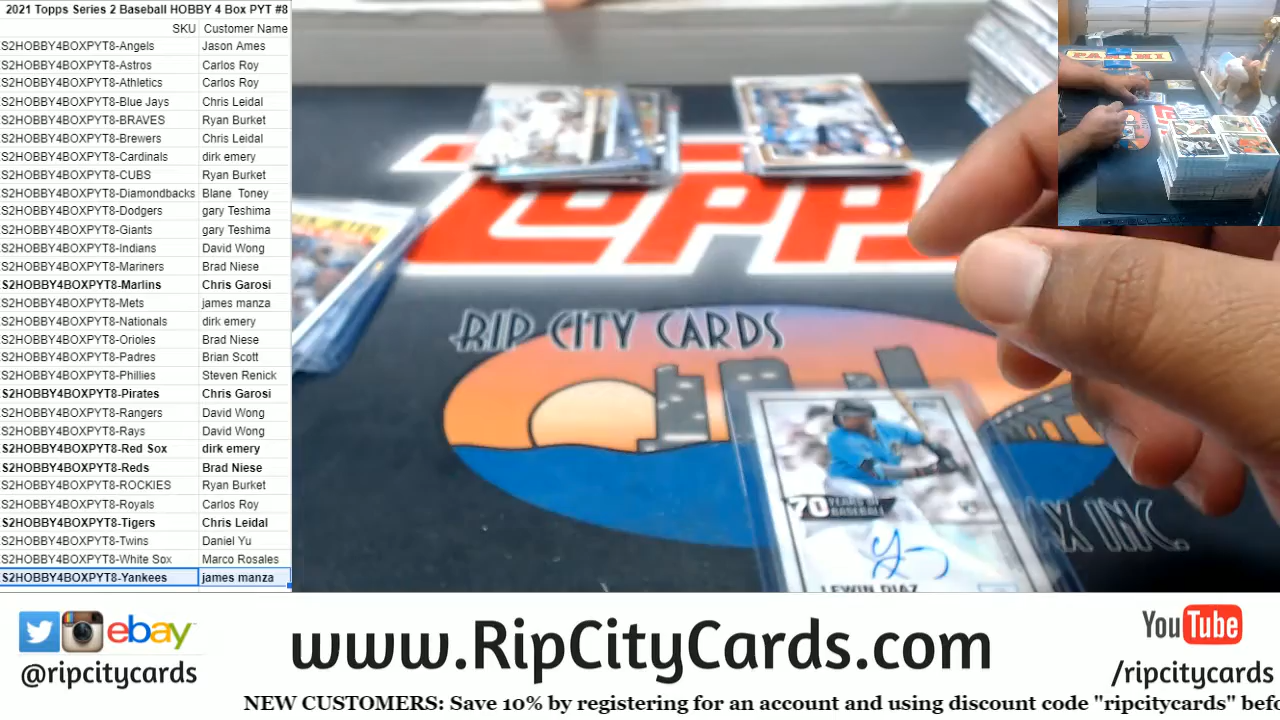 2021 Topps Series 2 Baseball HOBBY 4 Box PYT #8
SKU Customer Name
S2HOBBY4BOXPYT8-Angels Jason Ames
S2HOBBY4BOXPYT8-Astros Carlos Roy
S2HOBBY4BOXPYT8-Athletics Carlos Roy
S2HOBBY4BOXPYT8-Blue Jays Chris Leidal
S2HOBBY4BOXPYT8-BRAVES Ryan Burket
S2HOBBY4BOXPYT8-Brewers Chris Leidal
S2HOBBY4BOXPYT8-Cardinals dirk emery
S2HOBBY4BOXPYT8-CUBS Ryan Burket
S2HOBBY4BOXPYT8-Diamondbacks Blane Toney
S2HOBBY4BOXPYT8-Dodgers gary Teshima
S2HOBBY4BOXPYT8-Giants gary Teshima
S2HOBBY4BOXPYT8-Indians David Wong
S2HOBBY4BOXPYT8-Mariners Brad Niese
S2HOBBY4BOXPYT8-Marlins Chris Garosi
S2HOBBY4BOXPYT8-Mets james manza
S2HOBBY4BOXPYT8-Nationals dirk emery
S2HOBBY4BOXPYT8-Orioles Brad Niese
S2HOBBY4BOXPYT8-Padres Brian Scott
S2HOBBY4BOXPYT8-Phillies Steven Renick
S2HOBBY4BOXPYT8-Pirates Chris Garosi
S2HOBBY4BOXPYT8-Rangers David Wong
S2HOBBY4BOXPYT8-Rays David Wong
S2HOBBY4BOXPYT8-Red Sox dirk emery
S2HOBBY4BOXPYT8-Reds Brad Niese
S2HOBBY4BOXPYT8-ROCKIES Ryan Burket
S2HOBBY4BOXPYT8-Royals Carlos Roy
S2HOBBY4BOXPYT8-Tigers Chris Leidal
S2HOBBY4BOXPYT8-Twins Daniel Yu
S2HOBBY4BOXPYT8-White Sox Marco Rosales
S2HOBBY4BOXPYT8-Yankees james manza
PANINI
TOPPS
RIP CITY CARDS
INC.
70 YEARS OF
BASEBALL
LEWIN DIAZ
ebay
@ripcitycards
www.RipCityCards.com
YouTube
/ripcitycards
NEW CUSTOMERS: Save 10% by registering for an account and using discount code "ripcitycards" befo